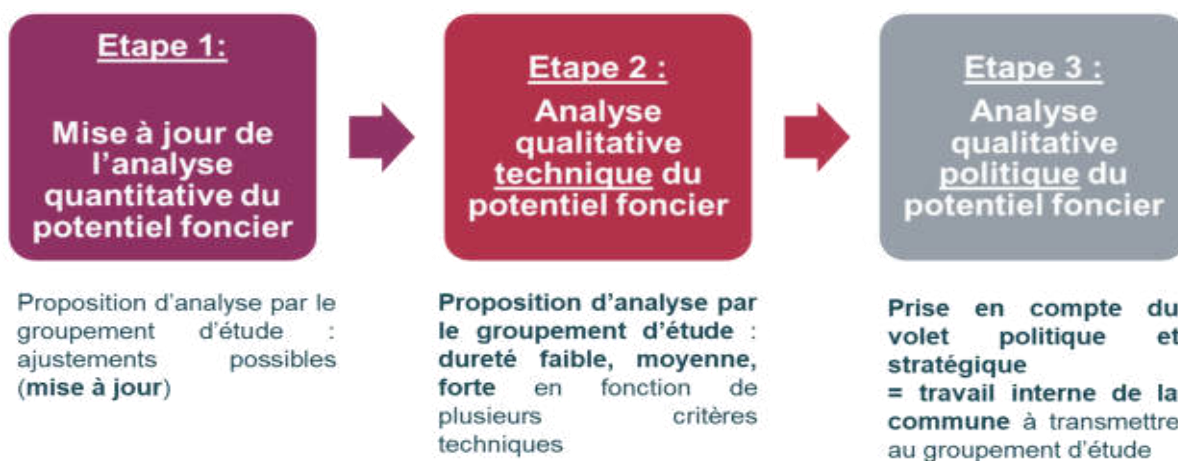 Etape 1:
Mise à jour de
l'analyse
quantitative du
potentiel foncier
Proposition d'analyse par le
groupement d'étude :
ajustements possibles
(mise à jour)
Etape 2 :
Analyse
qualitative
technique du
potentiel foncier
Proposition d'analyse par
le groupement d'étude :
dureté faible, moyenne,
forte en fonction de
plusieurs critères
techniques
Etape 3 :
Analyse
qualitative
politique du
potentiel foncier
Prise en compte du
volet politique et
stratégique
= travail interne de la
commune à transmettre
au groupement d'étude